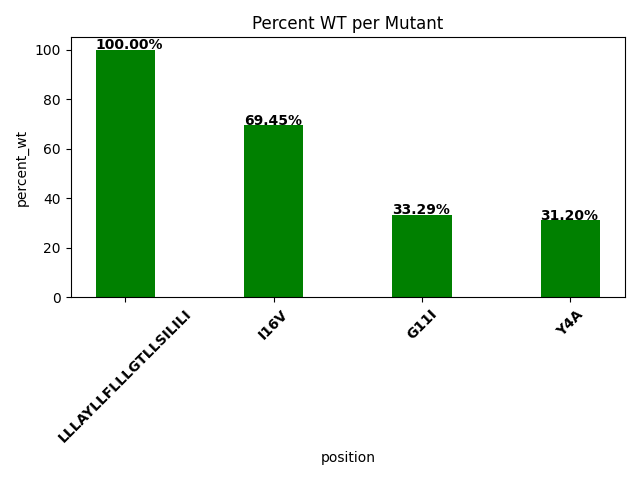 Percent WT per Mutant
percent_wt
100
80
60
40
20
0
100.00%
69.45%
33.29%
31.20%
LLLAYLLFLLLGTLLSILILI
I16V
G11I
Y4A
position